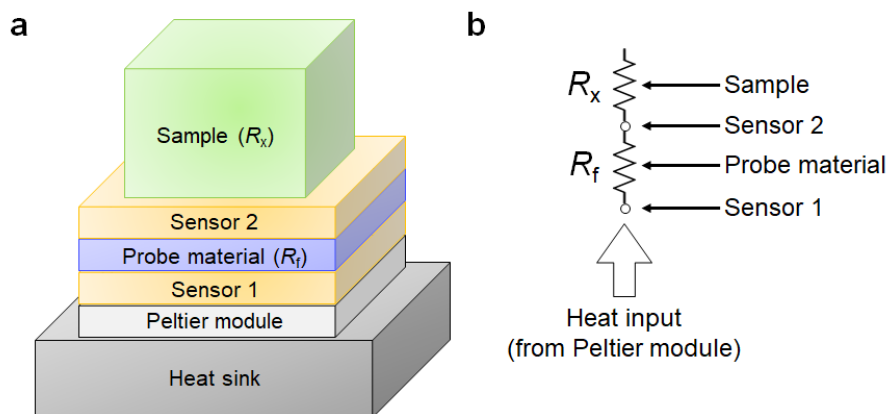 a
Sample (Rx)
Sensor 2
Probe material (Rf)
Sensor 1
Peltier module
Heat sink
b
Rx
Sample
Sensor 2
Rf
Probe material
Sensor 1
Heat input
(from Peltier module)